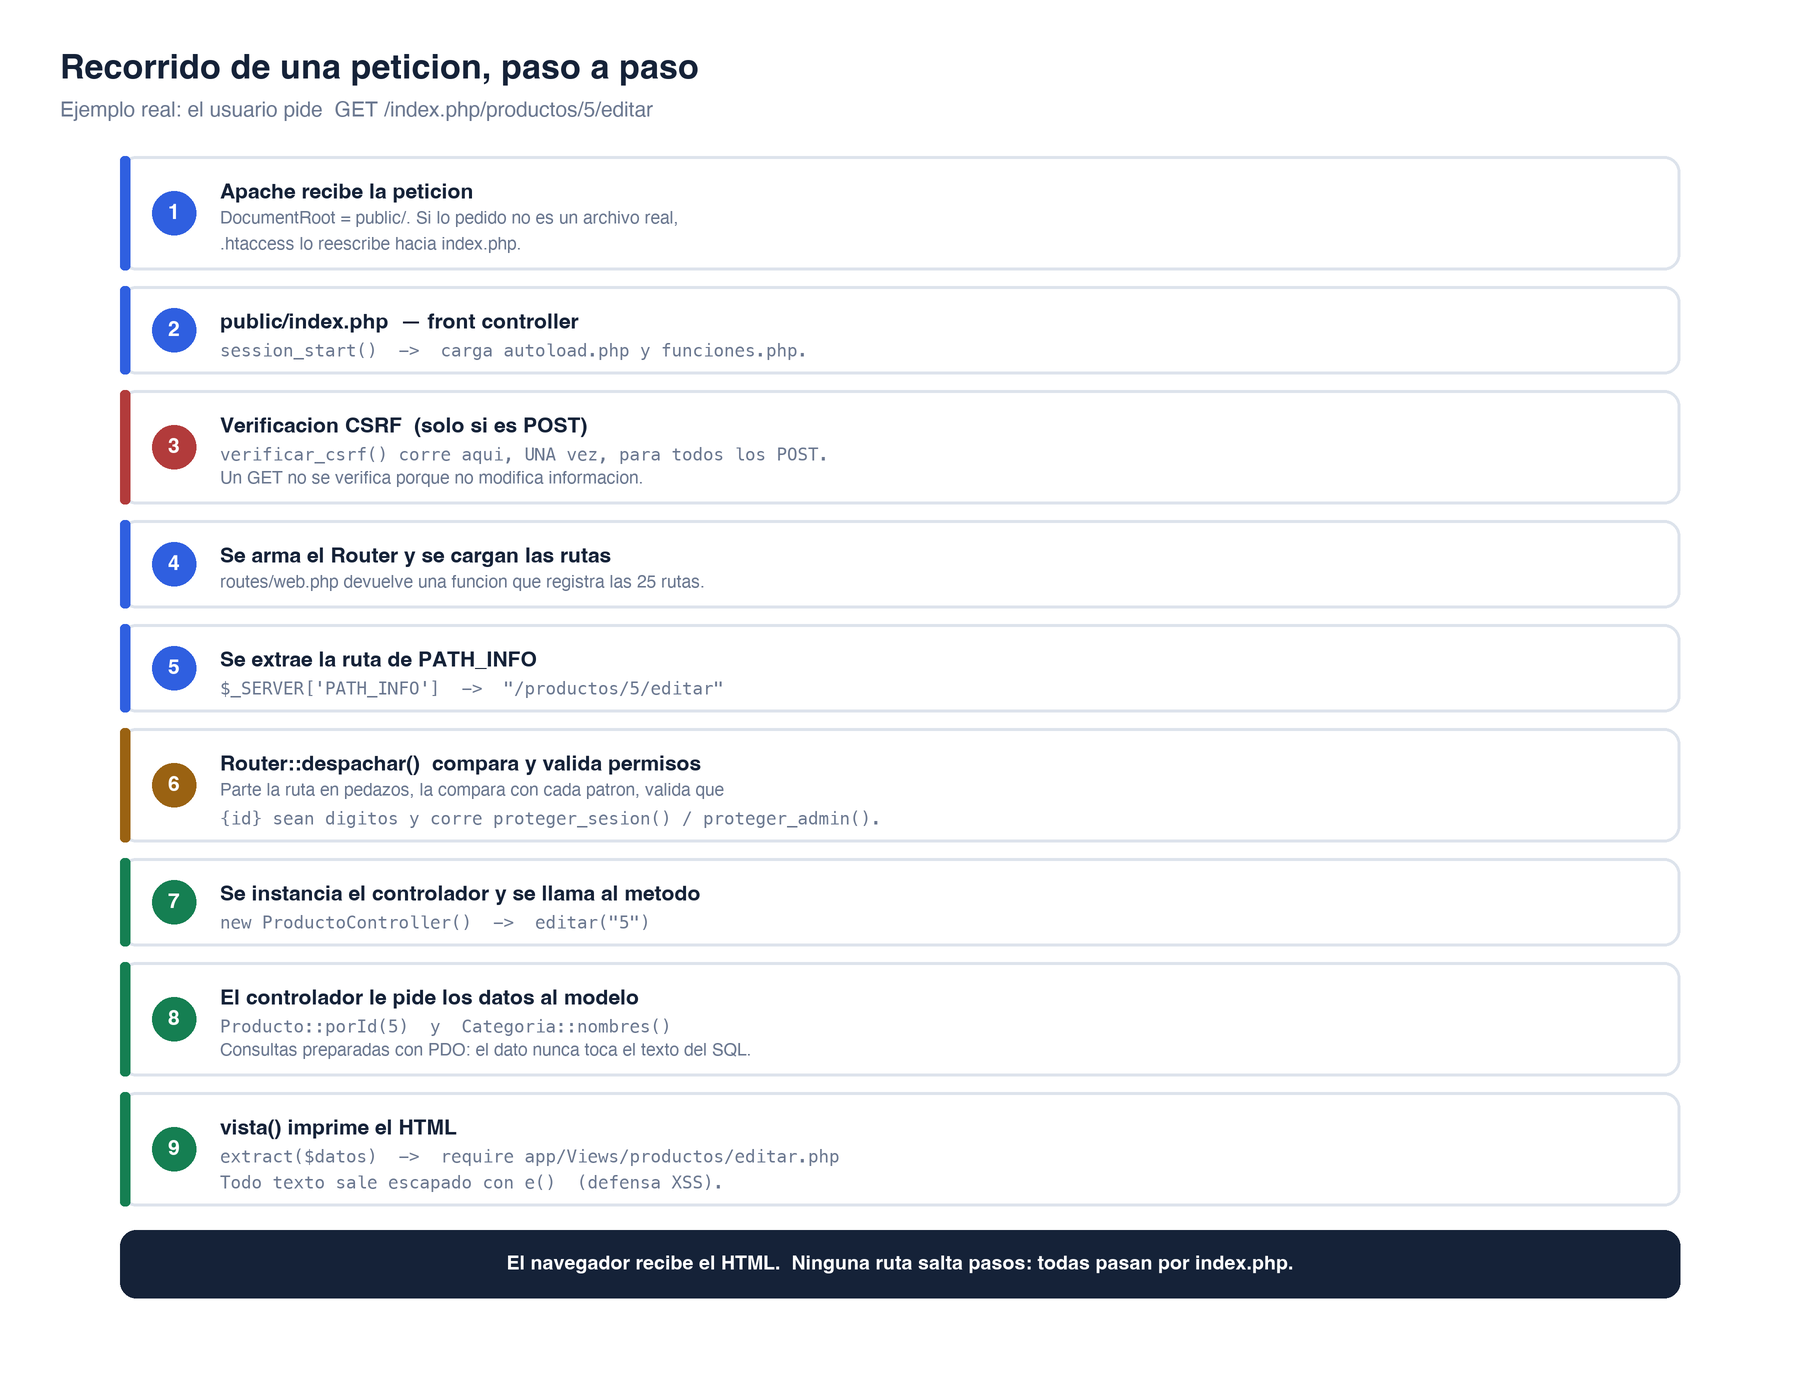 Recorrido de una peticion, paso a paso
Ejemplo real: el usuario pide  GET /index.php/productos/5/editar
1
Apache recibe la peticion
DocumentRoot = public/. Si lo pedido no es un archivo real,
.htaccess lo reescribe hacia index.php.
2
public/index.php  — front controller
session_start()  —>  carga autoload.php y funciones.php.
3
Verificacion CSRF  (solo si es POST)
verificar_csrf() corre aqui, UNA vez, para todos los POST.
Un GET no se verifica porque no modifica informacion.
4
Se arma el Router y se cargan las rutas
routes/web.php devuelve una funcion que registra las 25 rutas.
5
Se extrae la ruta de PATH_INFO
$_SERVER['PATH_INFO']  —>  "/productos/5/editar"
6
Router::despachar()  compara y valida permisos
Parte la ruta en pedazos, la compara con cada patron, valida que
{id} sean digitos y corre proteger_sesion() / proteger_admin().
7
Se instancia el controlador y se llama al metodo
new ProductoController()  —>  editar("5")
8
El controlador le pide los datos al modelo
Producto::porId(5)  y  Categoria::nombres()
Consultas preparadas con PDO: el dato nunca toca el texto del SQL.
9
vista() imprime el HTML
extract($datos)  —>  require app/Views/productos/editar.php
Todo texto sale escapado con e()  (defensa XSS).
El navegador recibe el HTML.  Ninguna ruta salta pasos: todas pasan por index.php.